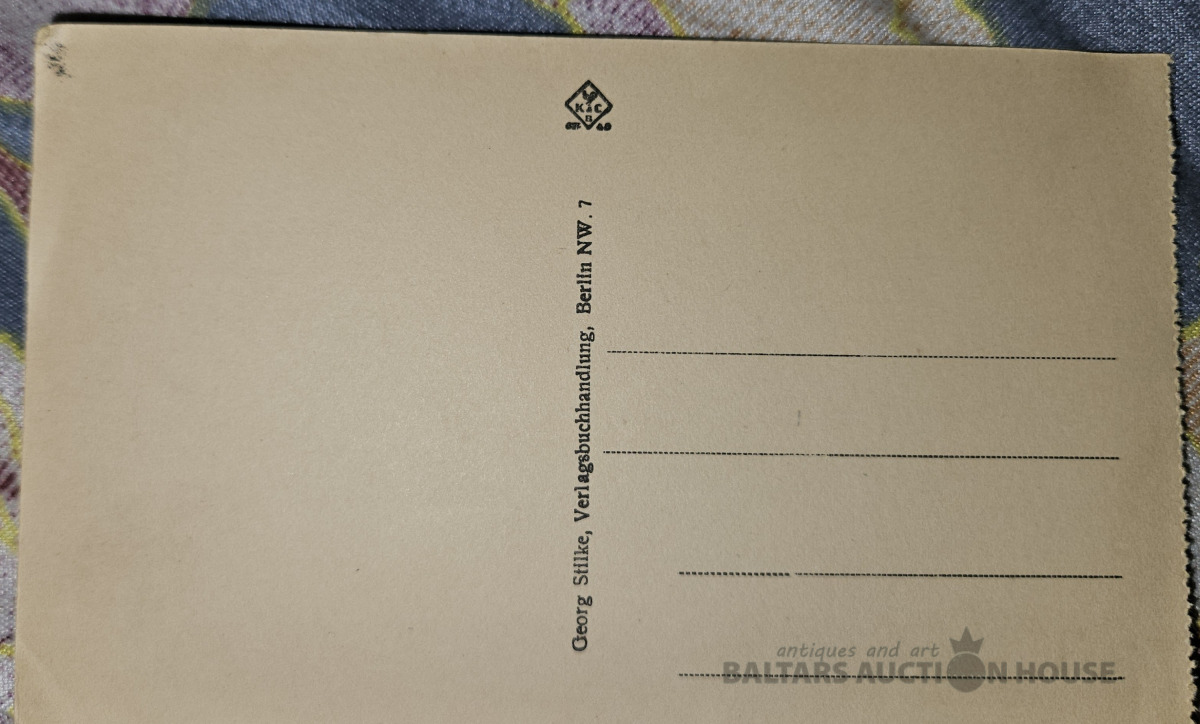 K & C
B
Georg Stilke, Verlagsbuchhandlung, Berlin NW. 7
antiques and art
BALTARS AUCTION HOUSE